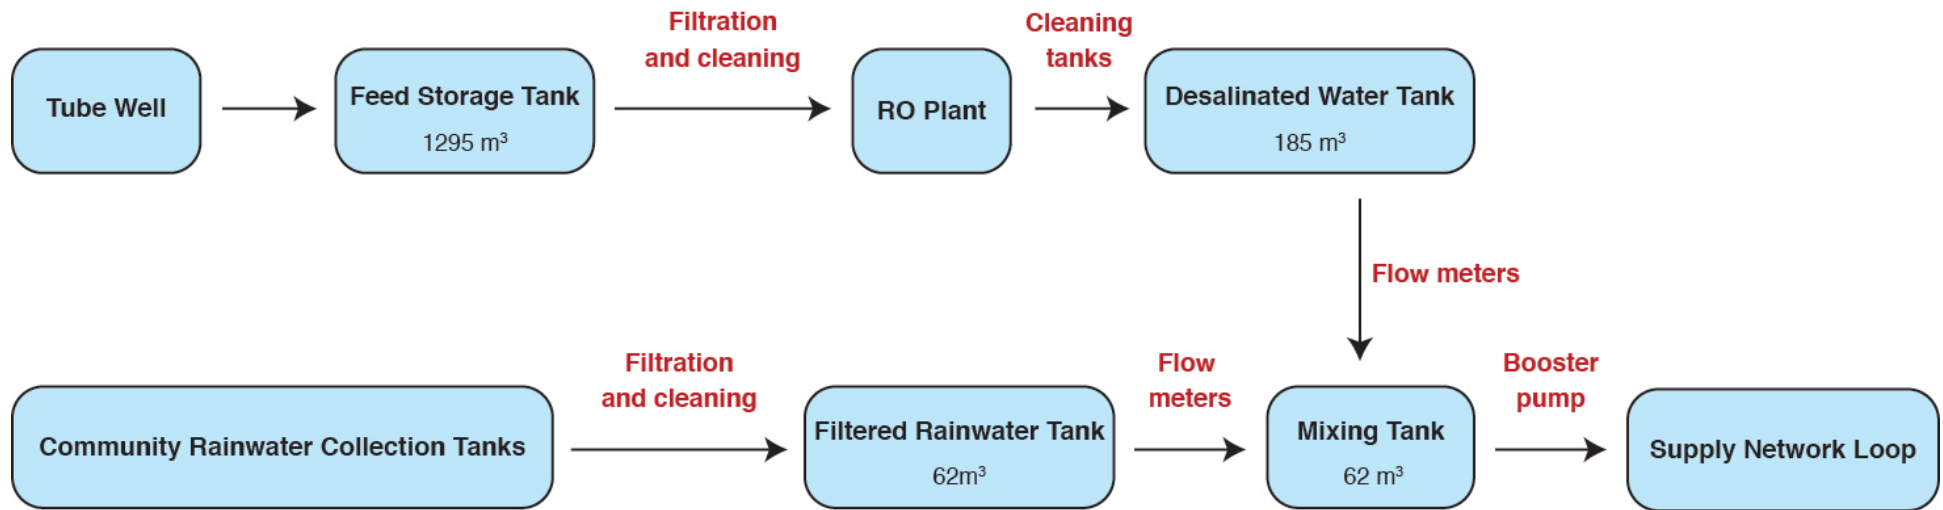 Filtration
and cleaning
Cleaning
tanks
Tube Well
Feed Storage Tank
1295 m³
RO Plant
Desalinated Water Tank
185 m³
Flow meters
Filtration
and cleaning
Flow
meters
Booster
pump
Community Rainwater Collection Tanks
Filtered Rainwater Tank
62m³
Mixing Tank
62 m³
Supply Network Loop